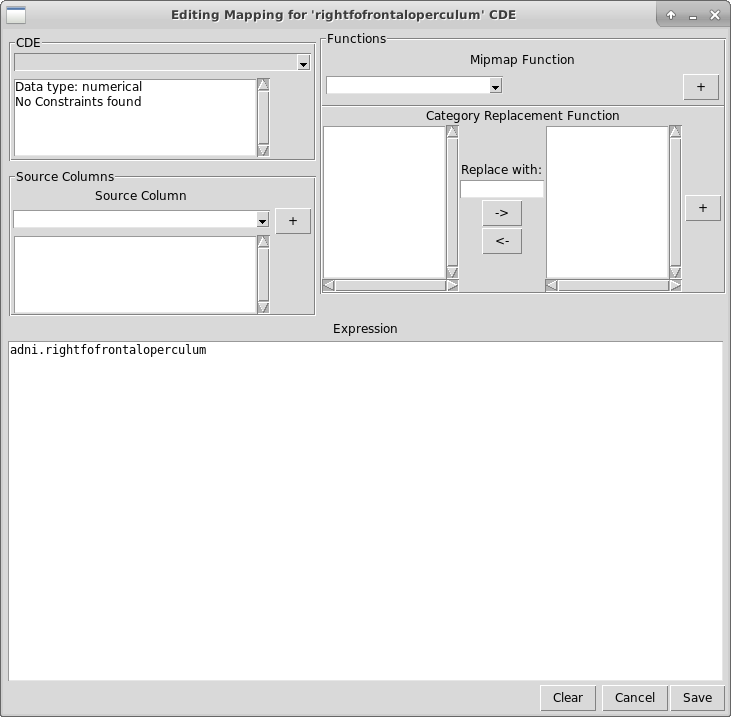 Editing Mapping for 'rightfofrontaloperculum' CDE
CDE
Data type: numerical
No Constraints found
Source Columns
Source Column
+
Functions
Mipmap Function
+
Category Replacement Function
Replace with:
->
<-
+
Expression
adni.rightfofrontaloperculum
Clear
Cancel
Save